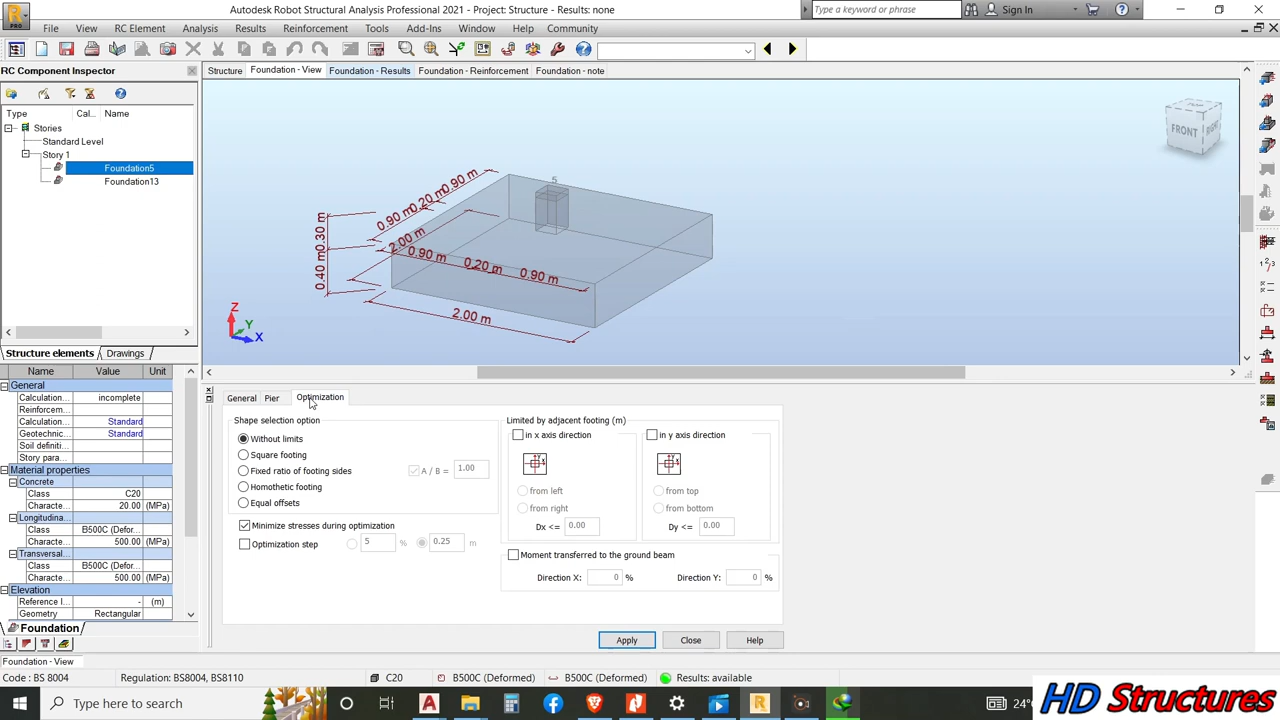 Autodesk Robot Structural Analysis Professional 2021 - Project: Structure - Results: none
Type a keyword or phrase
Sign In
PRO
File Edit View RC Element Analysis Results Reinforcement Tools Add-Ins Window Help Community
RC Component Inspector
Structure Foundation - View Foundation - Results Foundation - Reinforcement Foundation - note
Type Cal... Name
Stories
Standard Level
Story 1
Foundation5
Foundation13
5
0.90 m
0.20 m
0.90 m
2.00 m
0.30 m
0.40 m
0.90 m
0.20 m
0.90 m
2.00 m
Z
Y
X
FRONT
RIGHT
Structure elements Drawings
Name Value Unit
General
Calculation... incomplete
Reinforcem...
Calculation... Standard
Geotechnic... Standard
Soil definiti...
Story para...
Material properties
Concrete
Class C20
Characte... 20.00 (MPa)
Longitudina...
Class B500C (Defor...
Characte... 500.00 (MPa)
Transversal...
Class B500C (Defor...
Characte... 500.00 (MPa)
Elevation
Reference l... - (m)
Geometry Rectangular
Foundation
General Pier Optimization
Shape selection option
Without limits
Square footing
Fixed ratio of footing sides A / B = 1.00
Homothetic footing
Equal offsets
Minimize stresses during optimization
Optimization step 5 % 0.25 m
Limited by adjacent footing (m)
in x axis direction
from left
from right
Dx <= 0.00
in y axis direction
from top
from bottom
Dy <= 0.00
Moment transferred to the ground beam
Direction X: 0 % Direction Y: 0 %
Apply Close Help
Foundation - View
Code : BS 8004 Regulation: BS8004, BS8110 C20 B500C (Deformed) B500C (Deformed) Results: available
Type here to search
24°
HD Structures